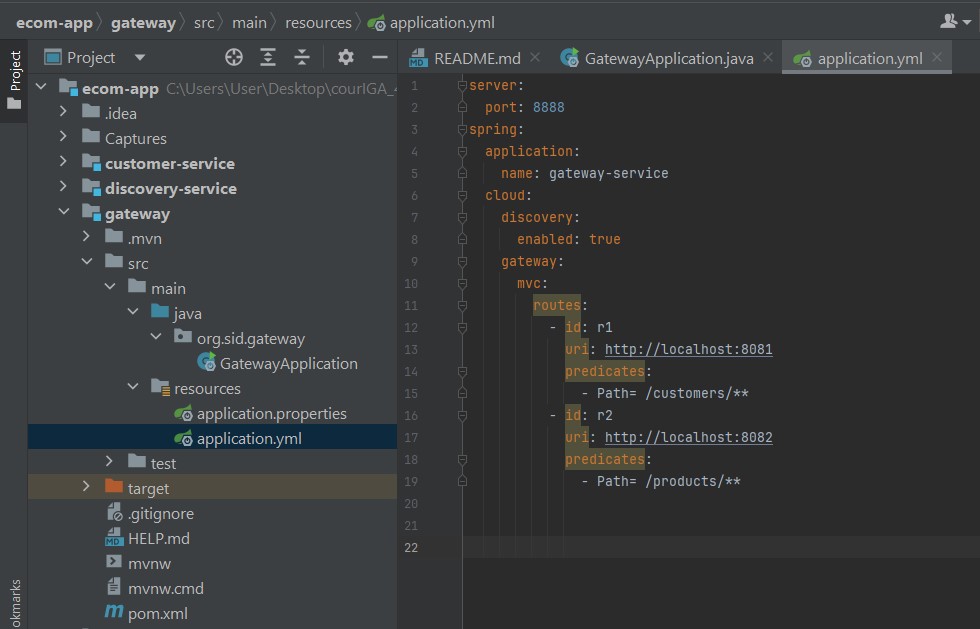 ecom-app gateway src main resources application.yml
Project
Project
README.md
GatewayApplication.java
application.yml
ecom-app C:\Users\User\Desktop\courIGA_
.idea
Captures
customer-service
discovery-service
gateway
.mvn
src
main
java
org.sid.gateway
GatewayApplication
resources
application.properties
application.yml
test
target
.gitignore
MD HELP.md
mvnw
mvnw.cmd
m pom.xml
okmarks
1 server:
2 port: 8888
3 spring:
4 application:
5 name: gateway-service
6 cloud:
7 discovery:
8 enabled: true
9 gateway:
10 mvc:
11 routes:
12 - id: r1
13 uri: http://localhost:8081
14 predicates:
15 - Path= /customers/**
16 - id: r2
17 uri: http://localhost:8082
18 predicates:
19 - Path= /products/**
20
21
22